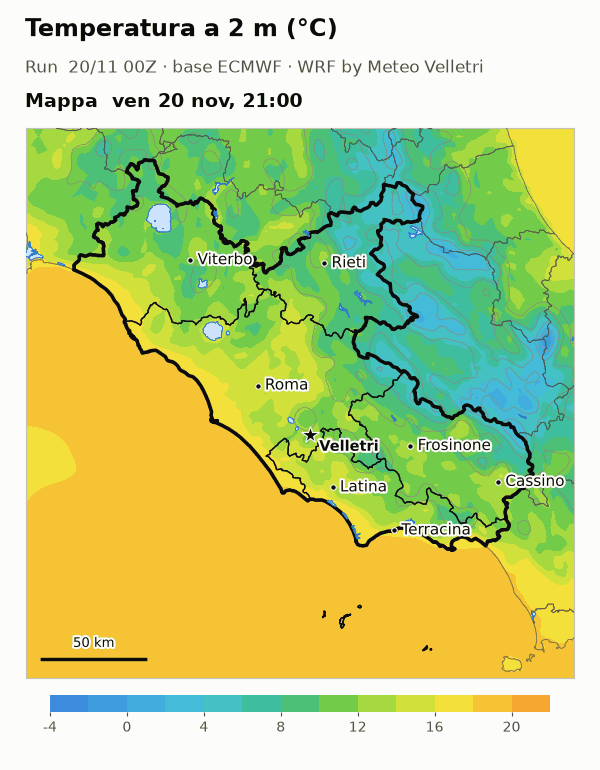 Temperatura a 2 m (°C)
Run  20/11 00Z · base ECMWF · WRF by Meteo Velletri
Mappa  ven 20 nov, 21:00
Viterbo
Rieti
Roma
Velletri
Frosinone
Latina
Cassino
Terracina
50 km
-4 0 4 8 12 16 20